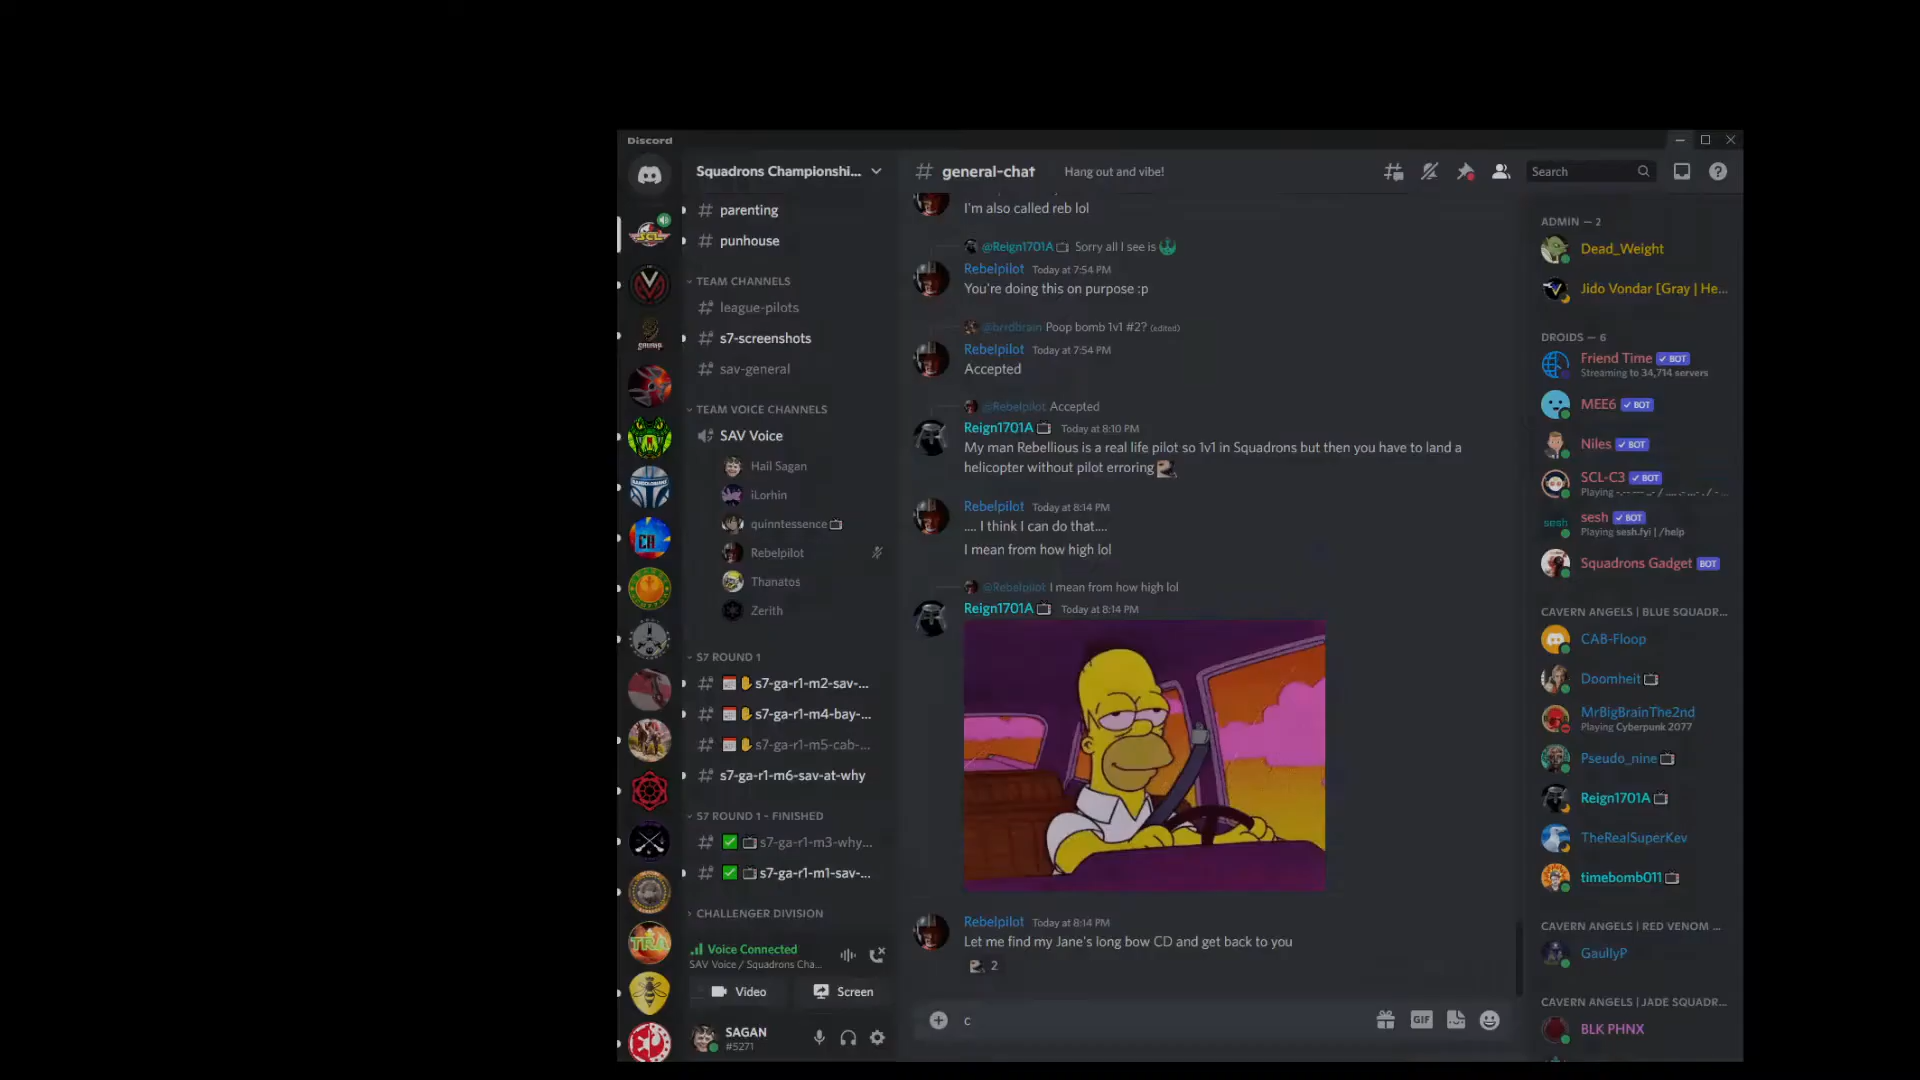 Discord
Squadrons Championshi...
parenting
punhouse
TEAM CHANNELS
league-pilots
s7-screenshots
sav-general
TEAM VOICE CHANNELS
SAV Voice
Hail Sagan
iLorhin
quinntessence
Rebelpilot
Thanatos
Zerith
S7 ROUND 1
s7-ga-r1-m2-sav-...
s7-ga-r1-m4-bay-...
s7-ga-r1-m5-cab-...
s7-ga-r1-m6-sav-at-why
S7 ROUND 1 - FINISHED
s7-ga-r1-m3-why...
s7-ga-r1-m1-sav-...
CHALLENGER DIVISION
Voice Connected
SAV Voice / Squadrons Cha...
Video Screen
SAGAN
#5271
# general-chat Hang out and vibe!
Search
I'm also called reb lol
@Reign1701A Sorry all I see is
Rebelpilot Today at 7:54 PM
You're doing this on purpose :p
@birdbrain Poop bomb 1v1 #2? (edited)
Rebelpilot Today at 7:54 PM
Accepted
@Rebelpilot Accepted
Reign1701A Today at 8:10 PM
My man Rebellious is a real life pilot so 1v1 in Squadrons but then you have to land a
helicopter without pilot erroring
Rebelpilot Today at 8:14 PM
.... I think I can do that....
I mean from how high lol
@Rebelpilot I mean from how high lol
Reign1701A Today at 8:14 PM
Rebelpilot Today at 8:14 PM
Let me find my Jane's long bow CD and get back to you
2
c
GIF
ADMIN — 2
Dead_Weight
Jido Vondar [Gray | He...
DROIDS — 6
Friend Time BOT
Streaming to 34,714 servers
MEE6 BOT
Niles BOT
SCL-C3 BOT
sesh BOT
Playing sesh.fyi | /help
Squadrons Gadget BOT
CAVERN ANGELS | BLUE SQUADR...
CAB-Floop
Doomheit
MrBigBrainThe2nd
Playing Cyberpunk 2077
Pseudo_nine
Reign1701A
TheRealSuperKev
timebomb011
CAVERN ANGELS | RED VENOM ...
GaullyP
CAVERN ANGELS | JADE SQUADR...
BLK PHNX